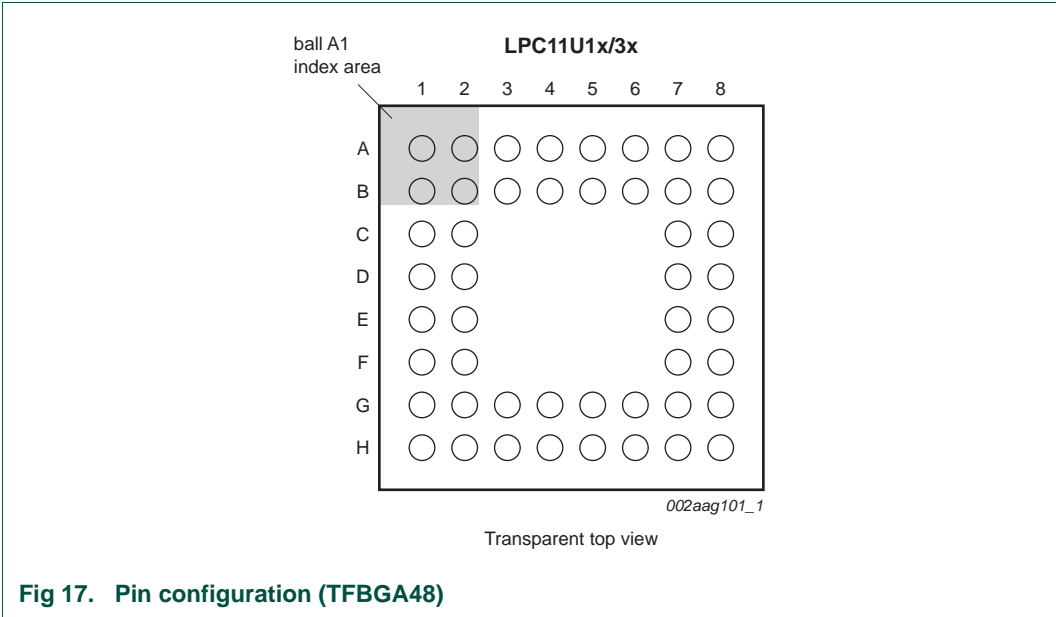 ball A1
index area
LPC11U1x/3x
1 2 3 4 5 6 7 8
A
B
C
D
E
F
G
H
002aag101_1
Transparent top view
Fig 17. Pin configuration (TFBGA48)